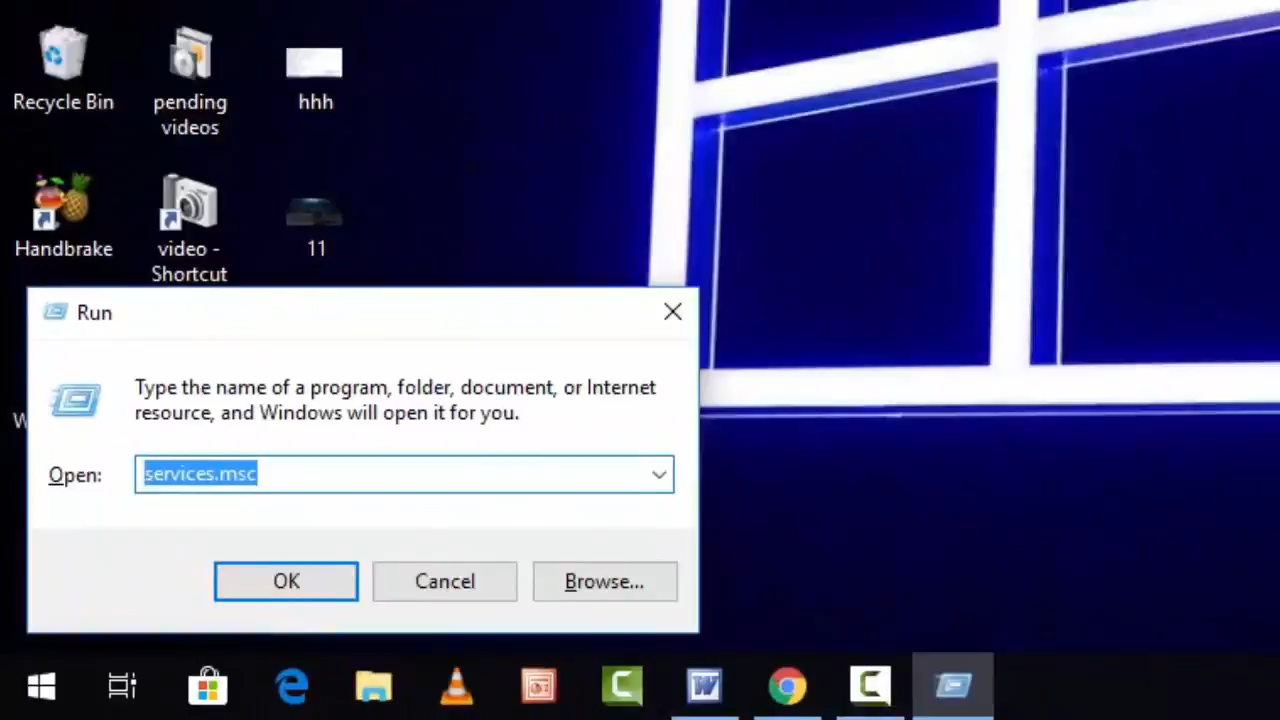 Recycle Bin
pending
videos
hhh
Handbrake
video -
Shortcut
11
Run
Type the name of a program, folder, document, or Internet
resource, and Windows will open it for you.
Open:
services.msc
OK
Cancel
Browse...